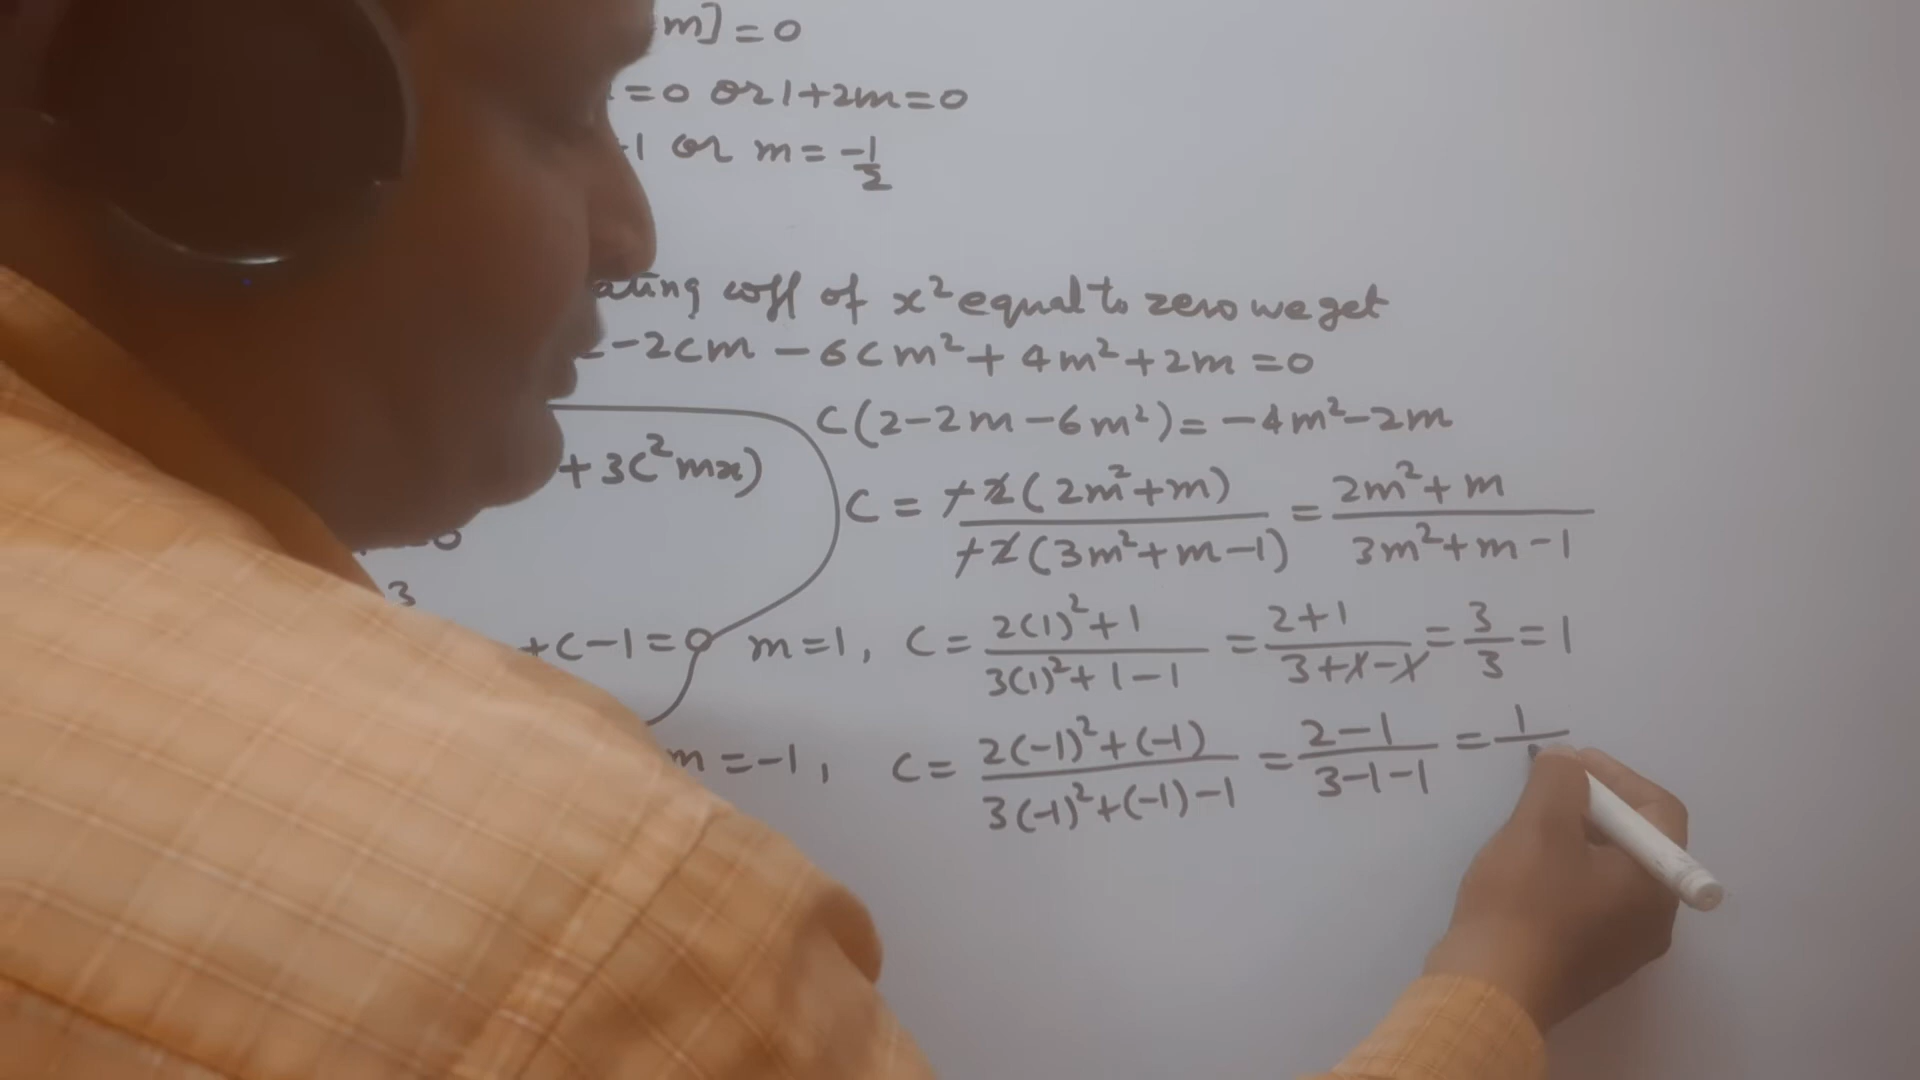 m] = 0
= 0 or 1+2m = 0
-1 or m = -1/2
ating coff of x² equal to zero we get
-2cm - 6cm² + 4m² + 2m = 0
C(2-2m-6m²) = -4m²-2m
+3c²mx)
C = -2(2m²+m)/-2(3m²+m-1) = 2m²+m/3m²+m-1
3
+c-1=0
m=1, C = 2(1)²+1/3(1)²+1-1 = 2+1/3+1-1 = 3/3 = 1
m=-1, C = 2(-1)²+(-1)/3(-1)²+(-1)-1 = 2-1/3-1-1 = 1